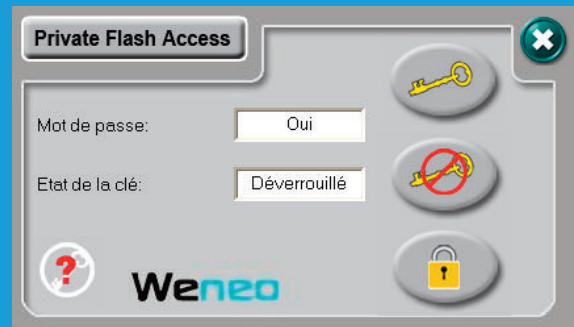 Private Flash Access
Mot de passe: Oui
Etat de la clé: Déverrouillé
?
Weneo